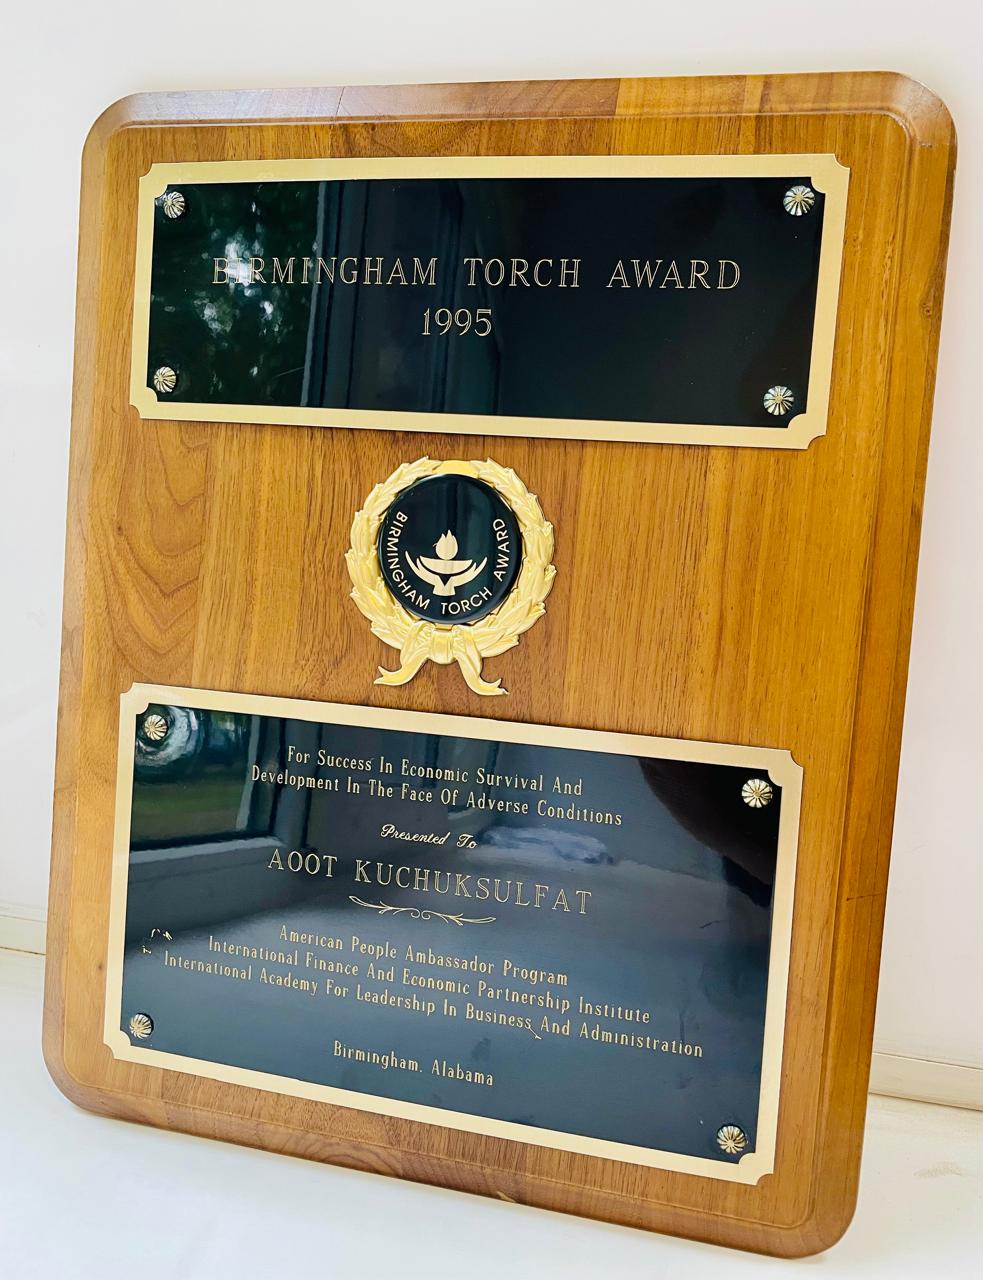 BIRMINGHAM TORCH AWARD
1995
BIRMINGHAM TORCH AWARD
For Success In Economic Survival And
Development In The Face Of Adverse Conditions
Presented To
AOOT KUCHUKSULFAT
American People Ambassador Program
International Finance And Economic Partnership Institute
International Academy For Leadership In Business And Administration
Birmingham. Alabama